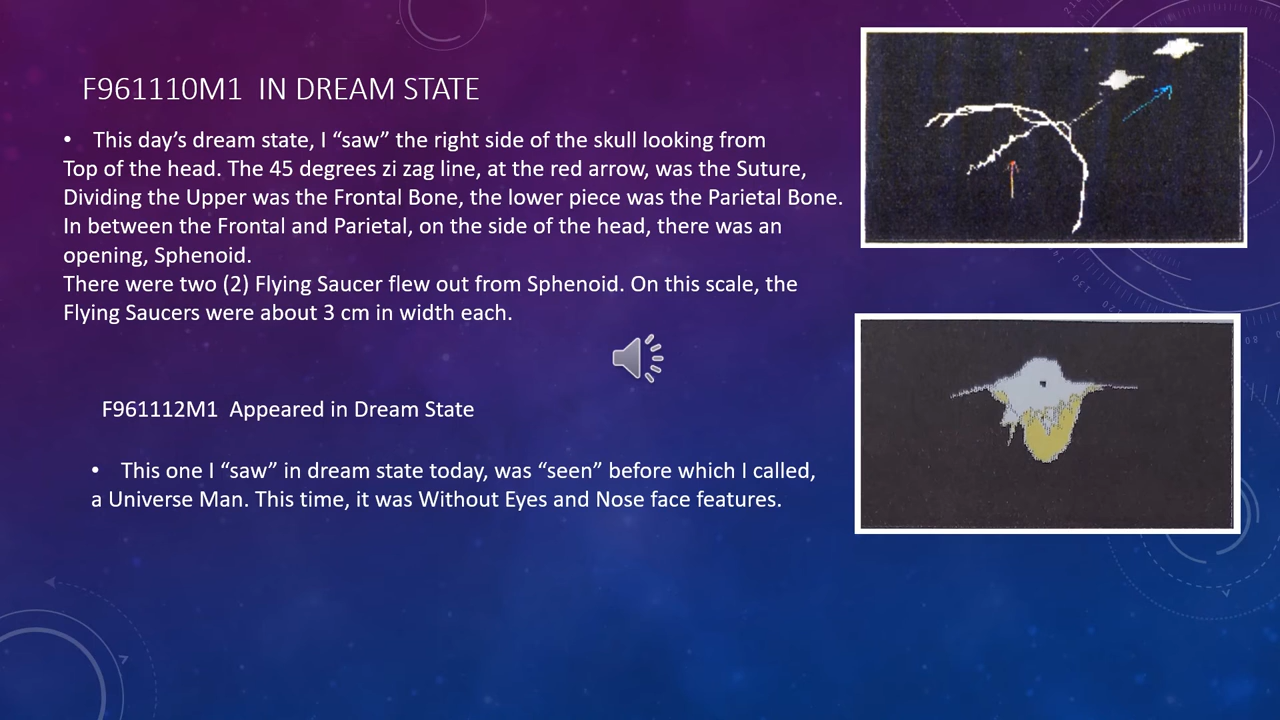 F961110M1 IN DREAM STATE
• This day's dream state, I “saw” the right side of the skull looking from
Top of the head. The 45 degrees zi zag line, at the red arrow, was the Suture,
Dividing the Upper was the Frontal Bone, the lower piece was the Parietal Bone.
In between the Frontal and Parietal, on the side of the head, there was an
opening, Sphenoid.
There were two (2) Flying Saucer flew out from Sphenoid. On this scale, the
Flying Saucers were about 3 cm in width each.
F961112M1 Appeared in Dream State
• This one I “saw” in dream state today, was “seen” before which I called,
a Universe Man. This time, it was Without Eyes and Nose face features.